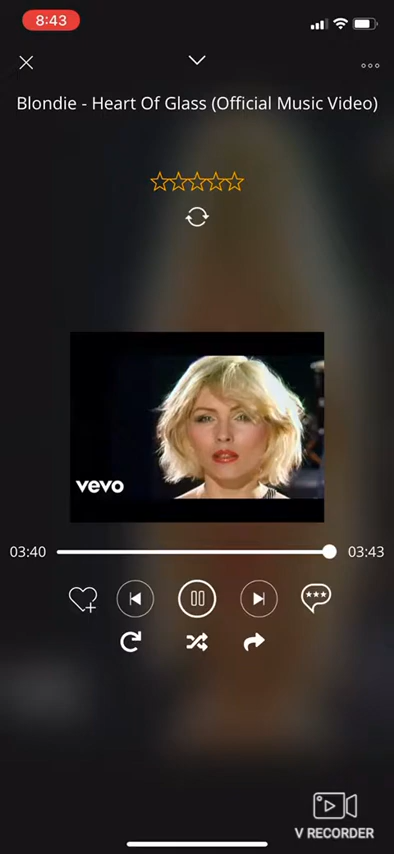 8:43
Blondie - Heart Of Glass (Official Music Video)
vevo
03:40
03:43
V RECORDER